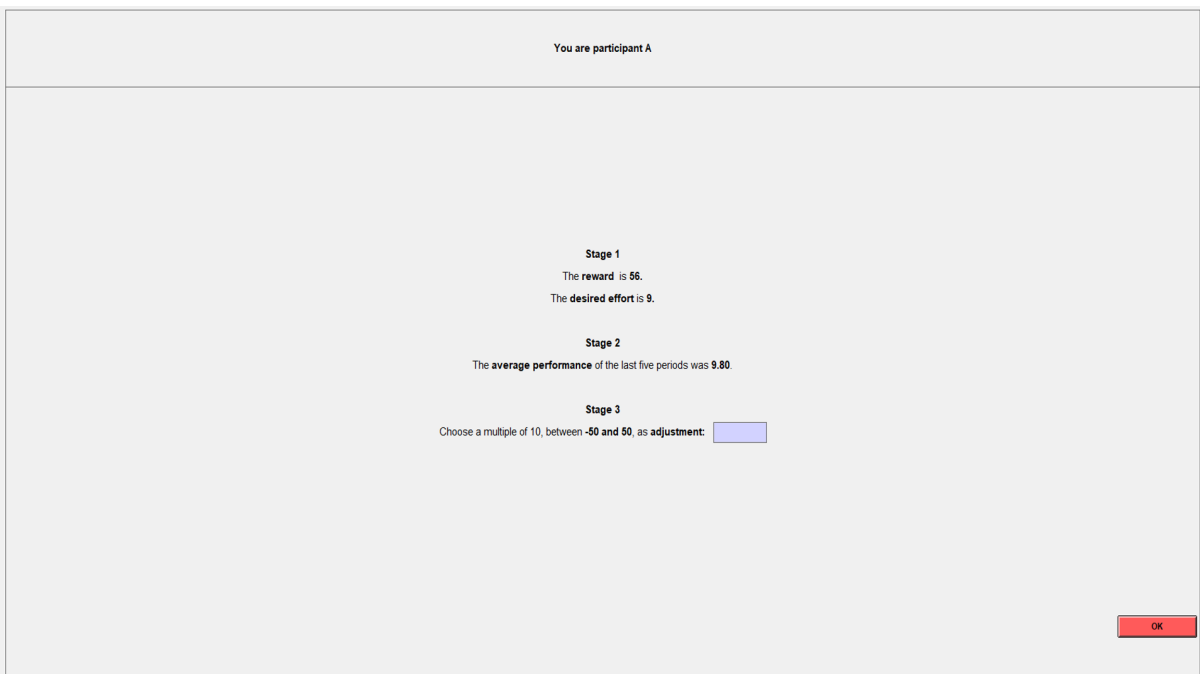 You are participant A
Stage 1
The reward is 56.
The desired effort is 9.
Stage 2
The average performance of the last five periods was 9.80.
Stage 3
Choose a multiple of 10, between -50 and 50, as adjustment:
OK